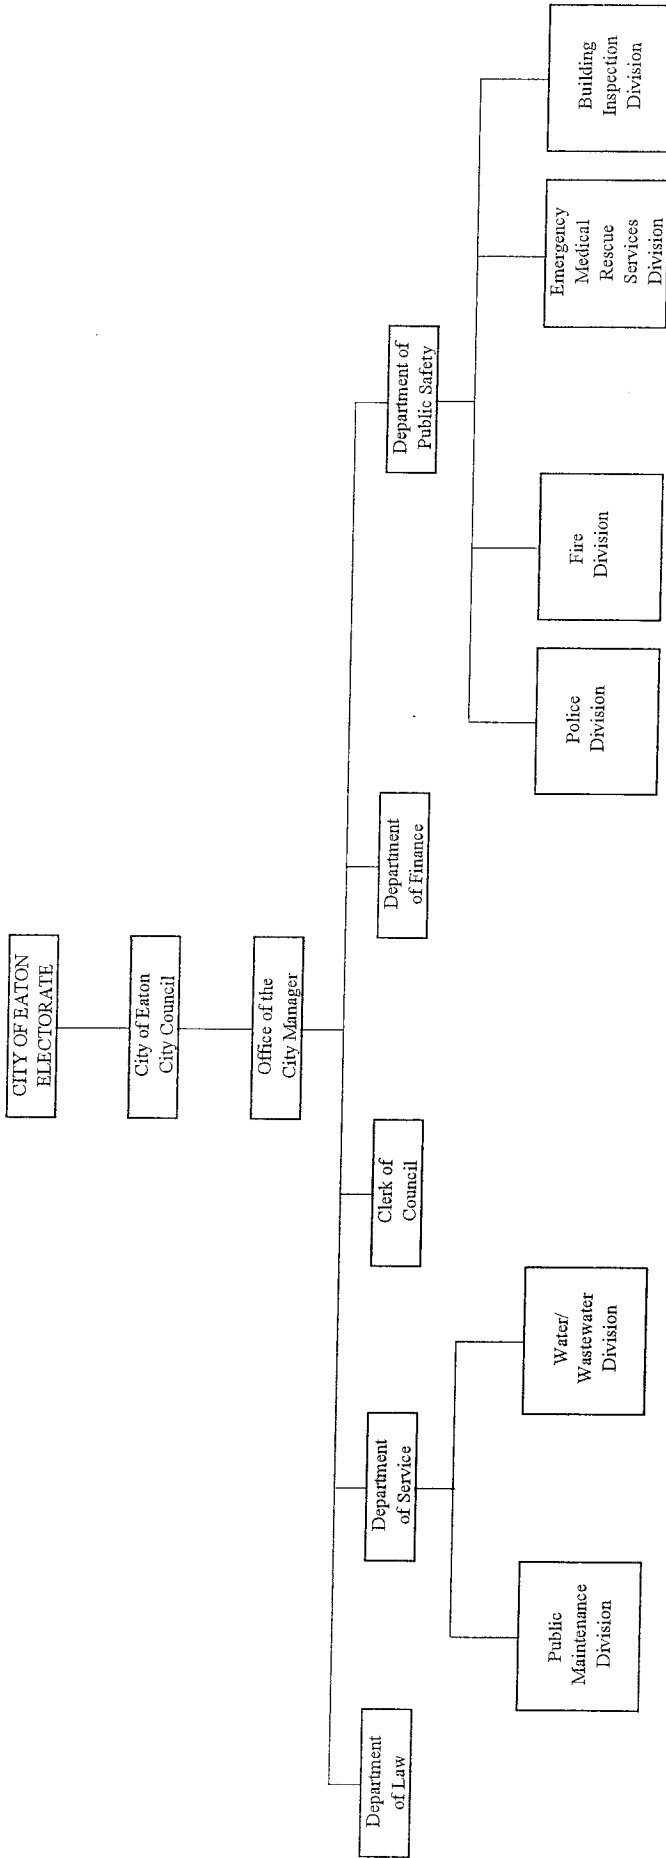 CITY OF EATON
ELECTORATE
City of Eaton
City Council
Office of the
City Manager
Department
of Law
Department
of Service
Clerk of
Council
Department
of Finance
Department of
Public Safety
Public
Maintenance
Division
Water/
Wastewater
Division
Police
Division
Fire
Division
Emergency
Medical
Rescue
Services
Division
Building
Inspection
Division